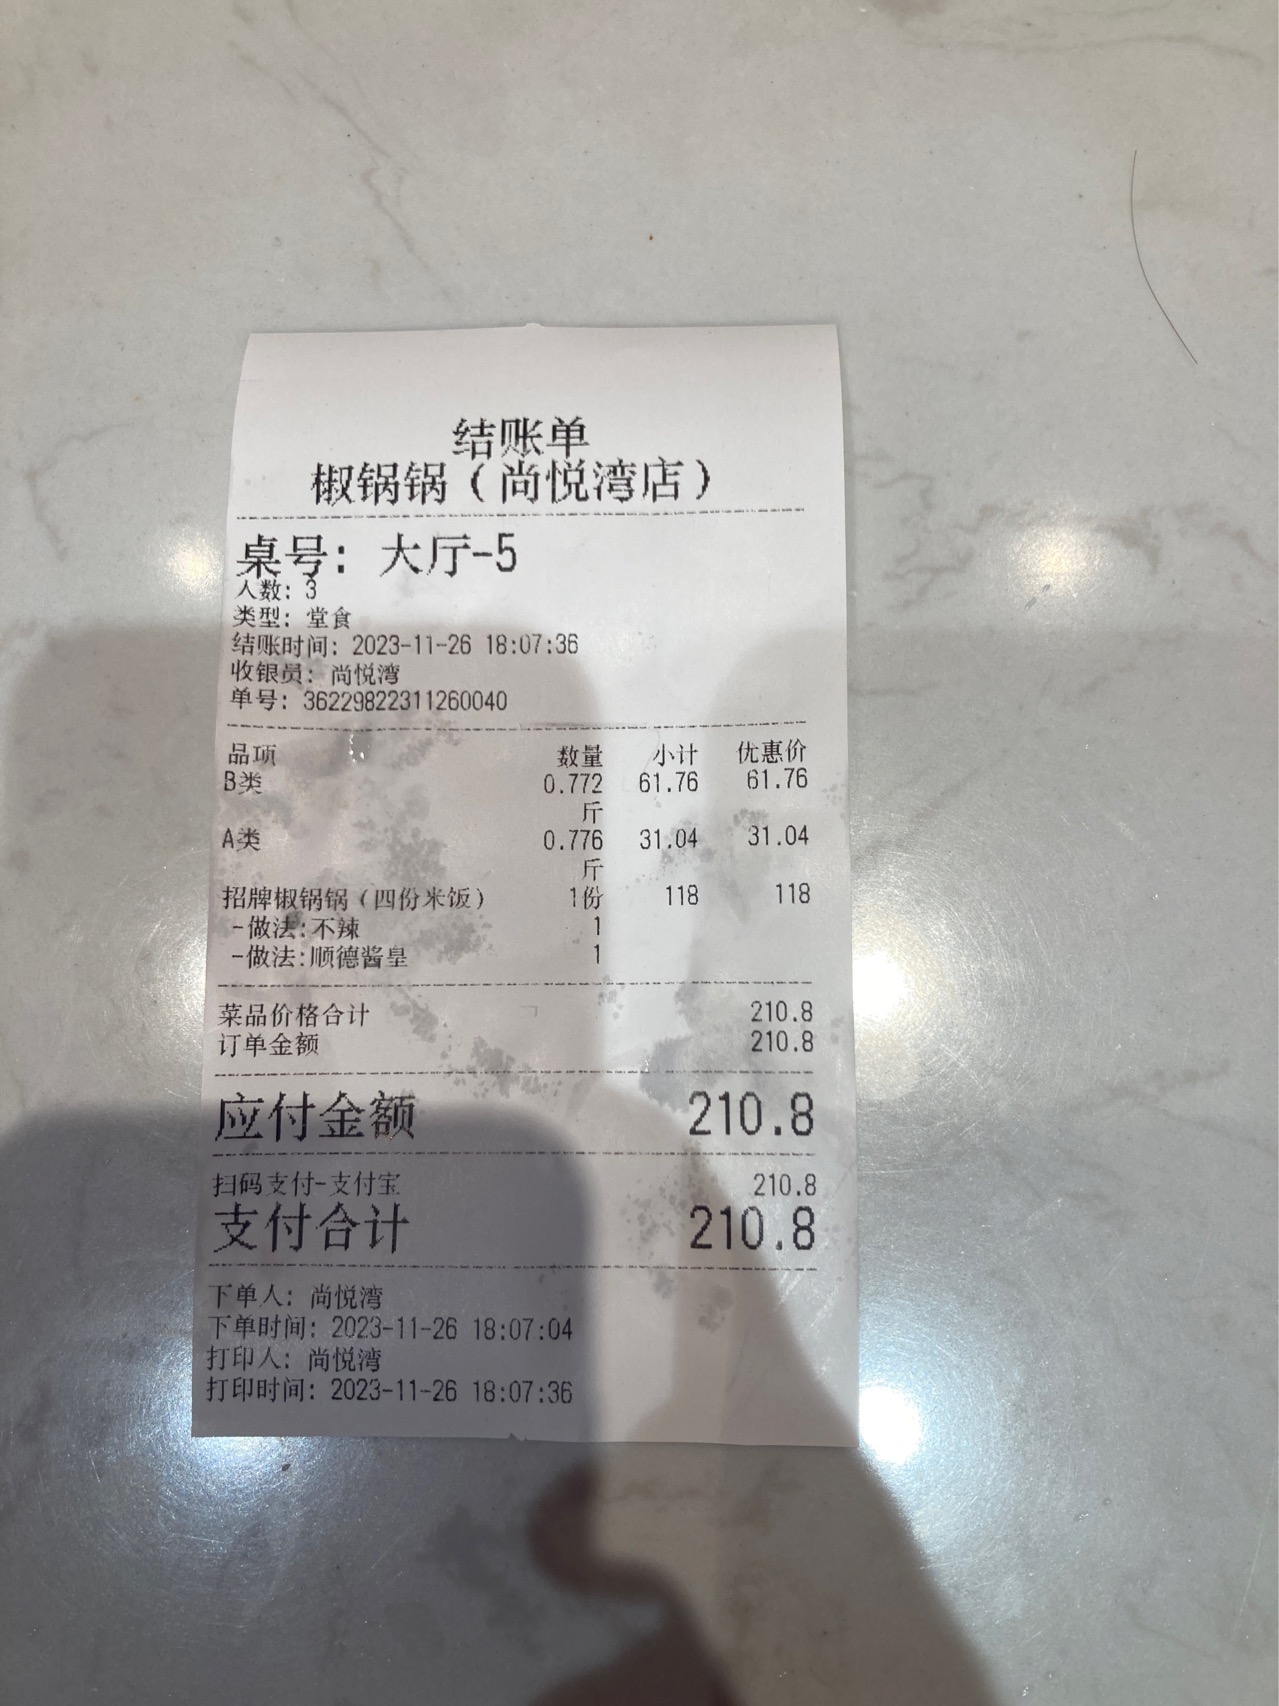 结账单
椒锅锅（尚悦湾店）
桌号: 大厅-5
人数: 3
类型: 堂食
结账时间: 2023-11-26 18:07:36
收银员: 尚悦湾
单号: 36229822311260040
品项 数量 小计 优惠价
B类 0.772 61.76 61.76
斤
A类 0.776 31.04 31.04
斤
招牌椒锅锅（四份米饭） 1份 118 118
-做法:不辣 1
-做法:顺德酱皇 1
菜品价格合计 210.8
订单金额 210.8
应付金额 210.8
扫码支付-支付宝 210.8
支付合计 210.8
下单人: 尚悦湾
下单时间: 2023-11-26 18:07:04
打印人: 尚悦湾
打印时间: 2023-11-26 18:07:36